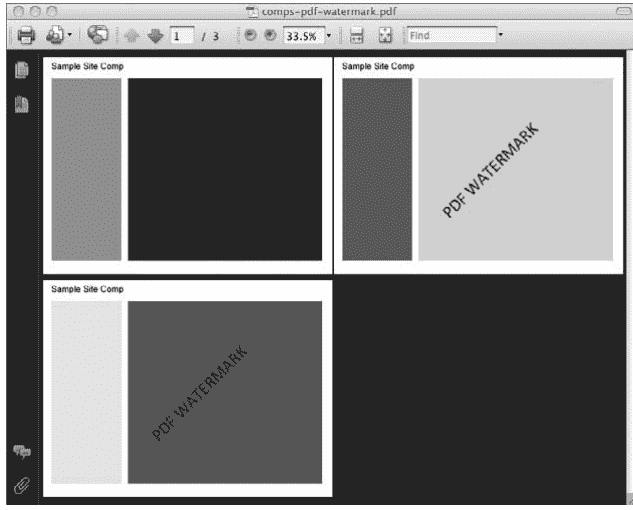 comps-pdf-watermark.pdf
1 / 3 33.5% Find
Sample Site Comp
Sample Site Comp
PDF WATERMARK
Sample Site Comp
PDF WATERMARK